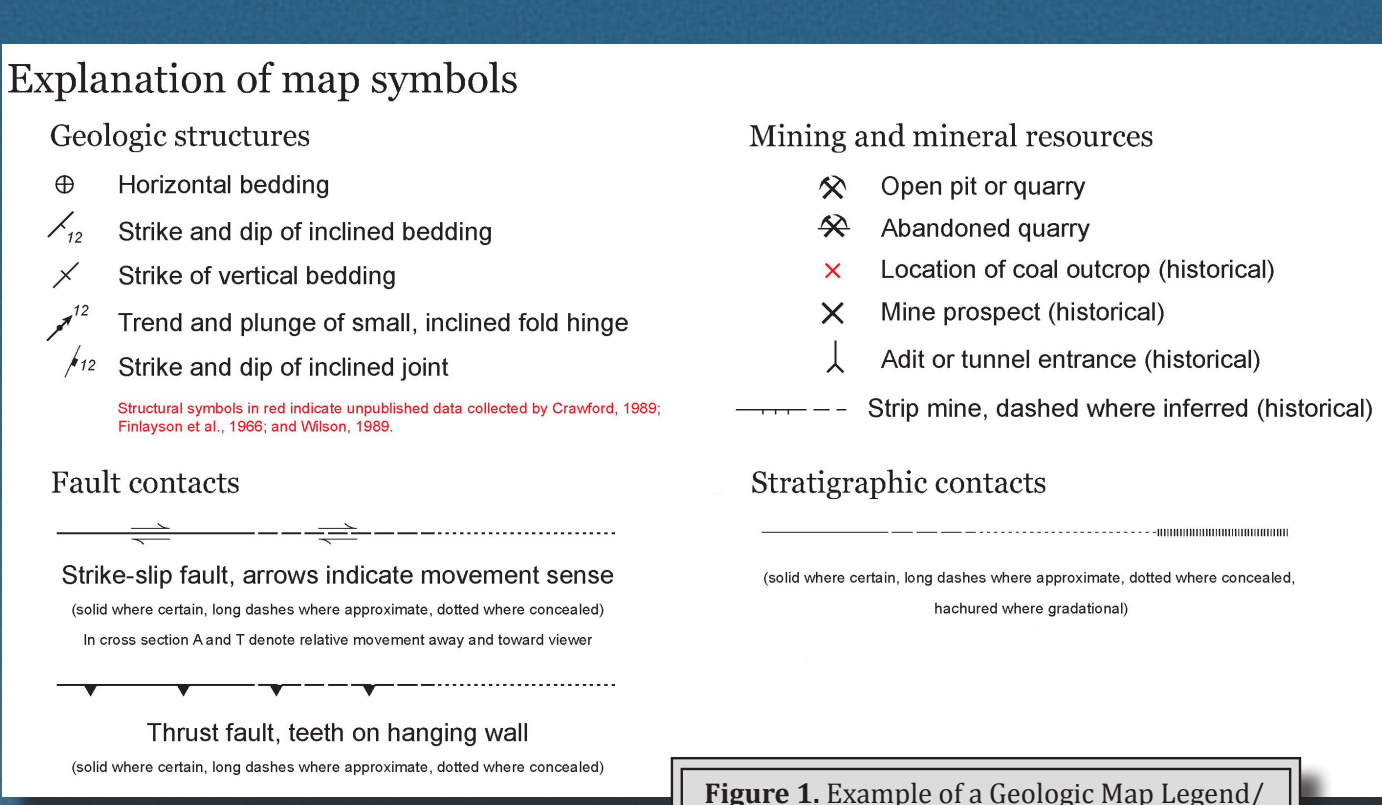 Explanation of map symbols
Geologic structures
Horizontal bedding
12
Strike and dip of inclined bedding
Strike of vertical bedding
12
Trend and plunge of small, inclined fold hinge
12
Strike and dip of inclined joint
Structural symbols in red indicate unpublished data collected by Crawford, 1989;
Finlayson et al., 1966; and Wilson, 1989.
Mining and mineral resources
Open pit or quarry
Abandoned quarry
Location of coal outcrop (historical)
Mine prospect (historical)
Adit or tunnel entrance (historical)
Strip mine, dashed where inferred (historical)
Fault contacts
Strike-slip fault, arrows indicate movement sense
(solid where certain, long dashes where approximate, dotted where concealed)
In cross section A and T denote relative movement away and toward viewer
Thrust fault, teeth on hanging wall
(solid where certain, long dashes where approximate, dotted where concealed)
Stratigraphic contacts
(solid where certain, long dashes where approximate, dotted where concealed,
hachured where gradational)
Figure 1. Example of a Geologic Map Legend/